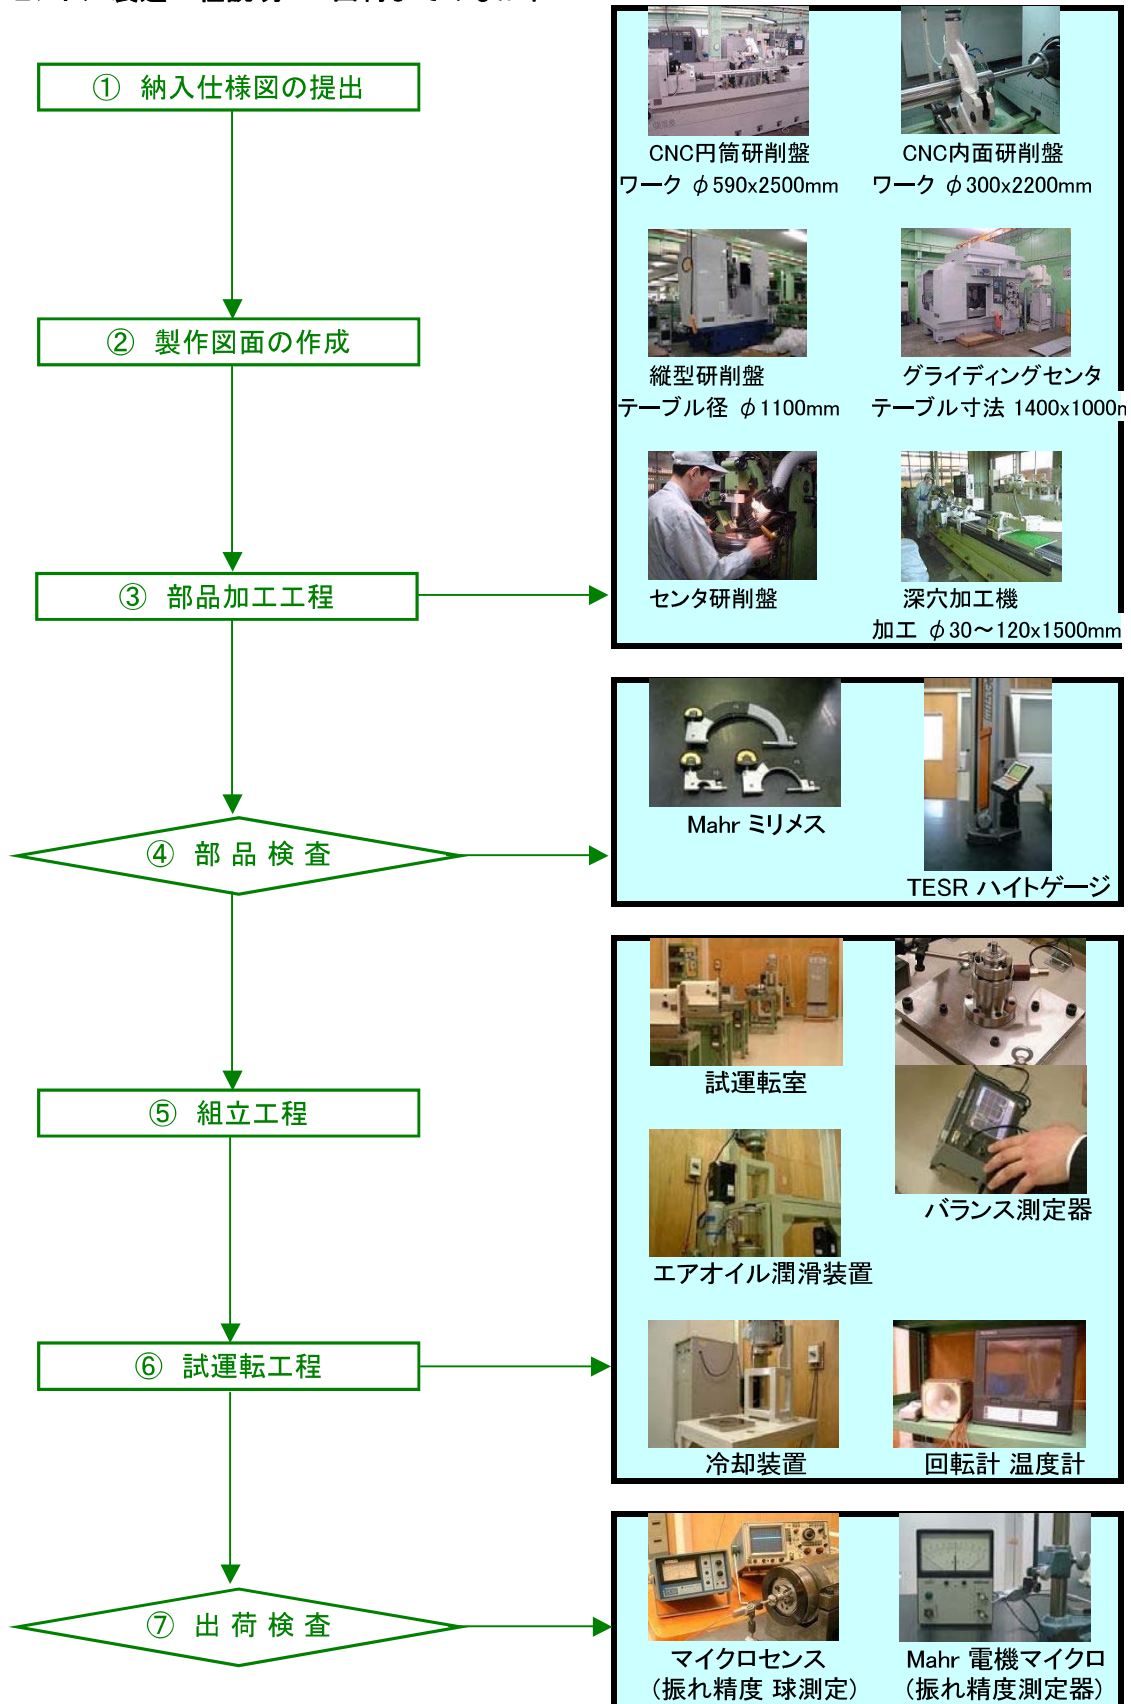 ① 納入仕様図の提出
② 製作図面の作成
③ 部品加工工程
④ 部品検査
⑤ 組立工程
⑥ 試運転工程
⑦ 出荷検査
CNC円筒研削盤
ワーク φ590x2500mm
CNC内面研削盤
ワーク φ300x2200mm
縦型研削盤
テーブル径 φ1100mm
グライディングセンタ
テーブル寸法 1400x1000m
センタ研削盤
深穴加工機
加工 φ30～120x1500mm
Mahr ミリメス
TESR ハイトゲージ
試運転室
バランス測定器
エアオイル潤滑装置
冷却装置
回転計 温度計
マイクロセンス
(振れ精度 球測定)
Mahr 電機マイクロ
(振れ精度測定器)